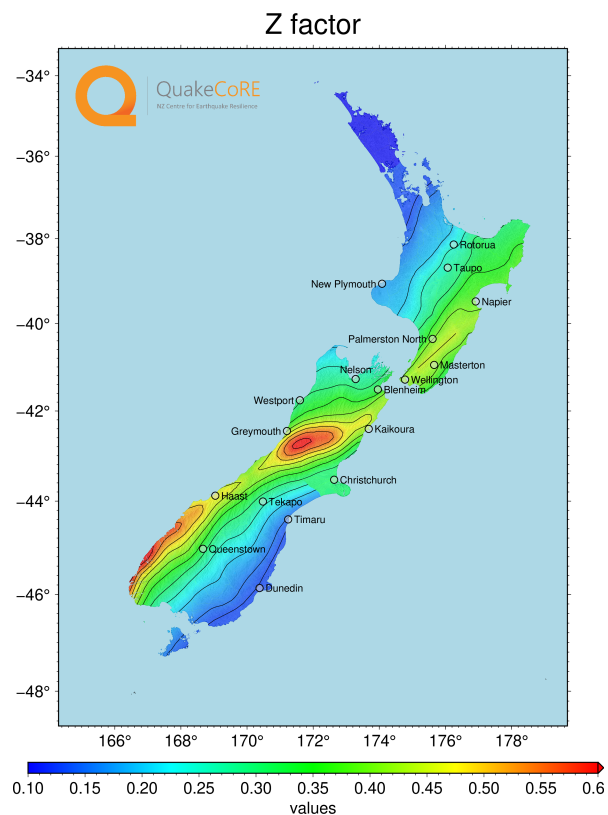 Z factor
QuakeCoRE
NZ Centre for Earthquake Resilience
−34°
−36°
−38°
−40°
−42°
−44°
−46°
−48°
Rotorua
Taupo
New Plymouth
Napier
Palmerston North
Masterton
Nelson
Wellington
Blenheim
Westport
Kaikoura
Greymouth
Christchurch
Haast
Tekapo
Timaru
Queenstown
Dunedin
166° 168° 170° 172° 174° 176° 178°
0.10 0.15 0.20 0.25 0.30 0.35 0.40 0.45 0.50 0.55 0.6
values